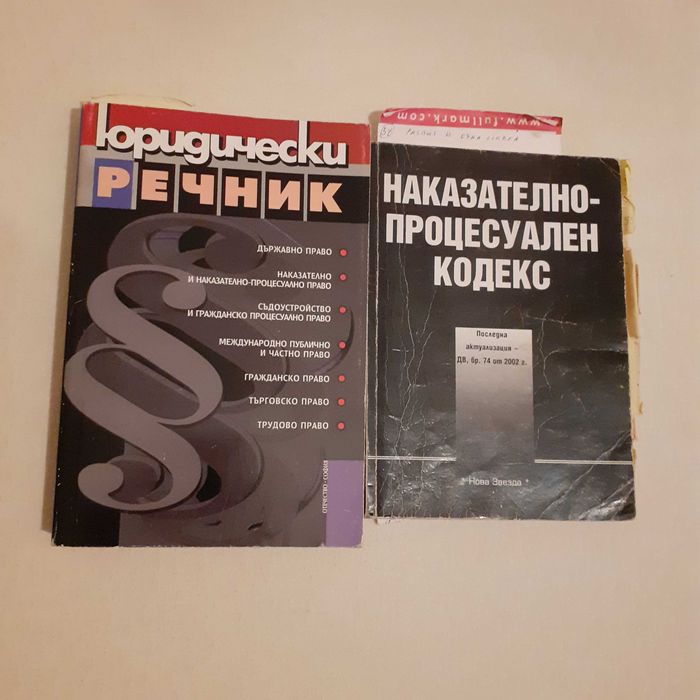 юридически
РЕЧНИК
ДЪРЖАВНО ПРАВО
НАКАЗАТЕЛНО
И НАКАЗАТЕЛНО-ПРОЦЕСУАЛНО ПРАВО
СЪДОУСТРОЙСТВО
И ГРАЖДАНСКО ПРОЦЕСУАЛНО ПРАВО
МЕЖДУНАРОДНО ПУБЛИЧНО
И ЧАСТНО ПРАВО
ГРАЖДАНСКО ПРАВО
ТЪРГОВСКО ПРАВО
ТРУДОВО ПРАВО
ОТЕЧЕСТВО · СОФИЯ
www.fullmark.com
НАКАЗАТЕЛНО-
ПРОЦЕСУАЛЕН
КОДЕКС
Последна
актуализация -
ДВ, бр. 74 от 2002 г.
* Нова Звезда *